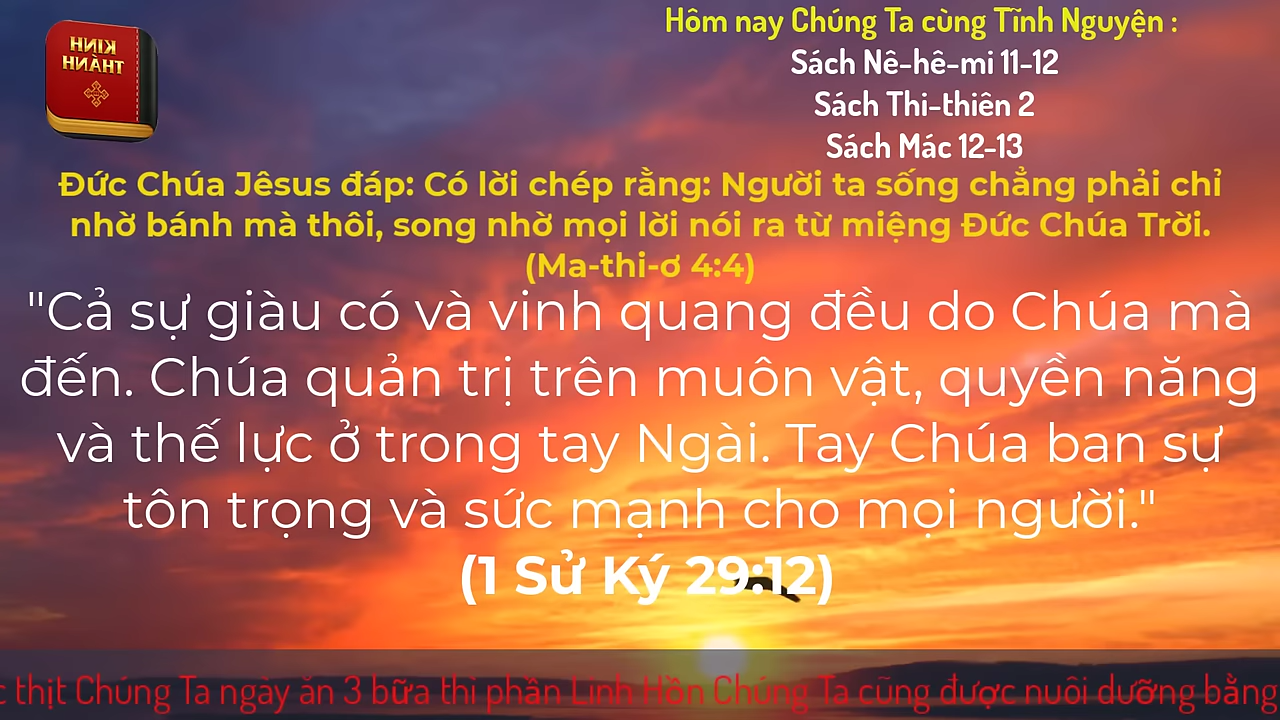 KINH
THÁNH
Hôm nay Chúng Ta cùng Tĩnh Nguyện :
Sách Nê-hê-mi 11-12
Sách Thi-thiên 2
Sách Mác 12-13
Đức Chúa Jêsus đáp: Có lời chép rằng: Người ta sống chẳng phải chỉ
nhờ bánh mà thôi, song nhờ mọi lời nói ra từ miệng Đức Chúa Trời.
(Ma-thi-ơ 4:4)
"Cả sự giàu có và vinh quang đều do Chúa mà
đến. Chúa quản trị trên muôn vật, quyền năng
và thế lực ở trong tay Ngài. Tay Chúa ban sự
tôn trọng và sức mạnh cho mọi người."
(1 Sử Ký 29:12)
thịt Chúng Ta ngày ăn 3 bữa thì phần Linh Hồn Chúng Ta cũng được nuôi dưỡng bằng